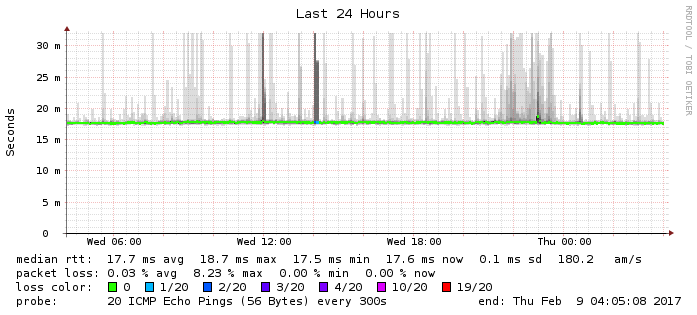 Last 24 Hours
RRDTOOL / TOBI OETIKER
Seconds
30 m
25 m
20 m
15 m
10 m
5 m
0
Wed 06:00 Wed 12:00 Wed 18:00 Thu 00:00
median rtt: 17.7 ms avg 18.7 ms max 17.5 ms min 17.6 ms now 0.1 ms sd 180.2 am/s
packet loss: 0.03 % avg 8.23 % max 0.00 % min 0.00 % now
loss color: 0 1/20 2/20 3/20 4/20 10/20 19/20
probe: 20 ICMP Echo Pings (56 Bytes) every 300s end: Thu Feb 9 04:05:08 2017